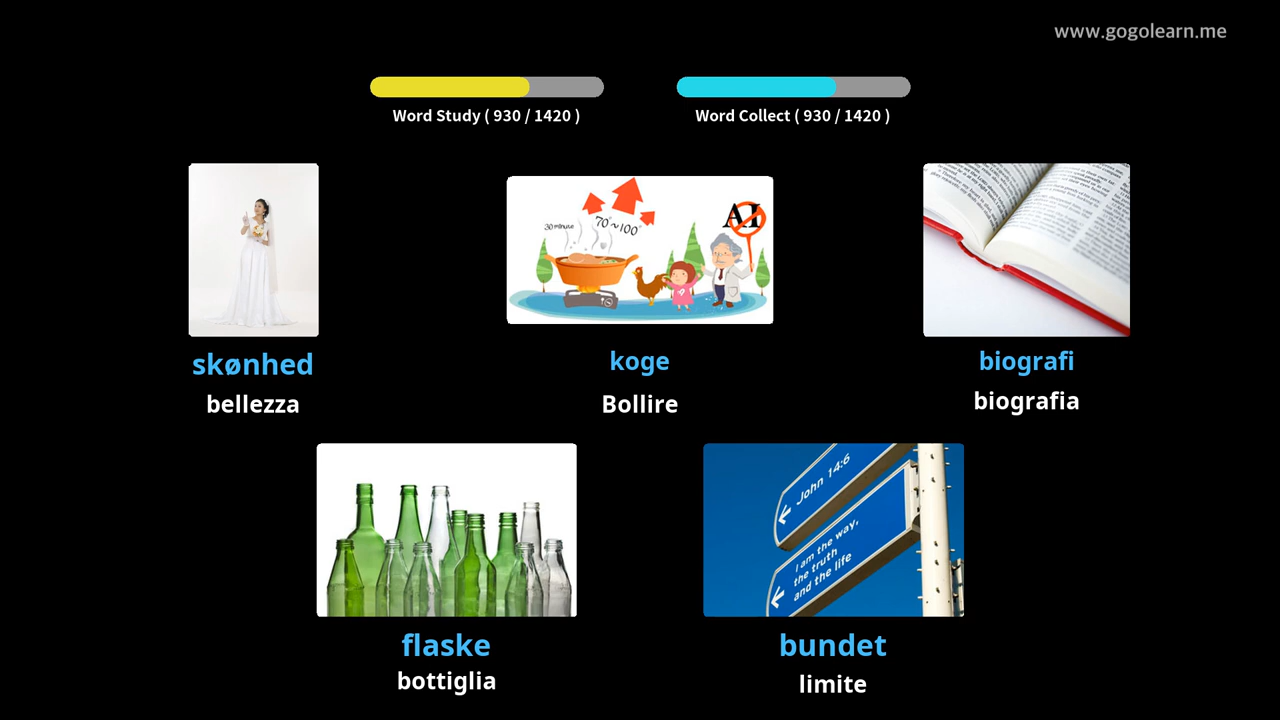 www.gogolearn.me
Word Study ( 930 / 1420 )
Word Collect ( 930 / 1420 )
30 minuse
70°~100°
AI
skønhed
koge
biografi
bellezza
Bollire
biografia
John 14:6
I am the way,
the truth
and the life
flaske
bundet
bottiglia
limite